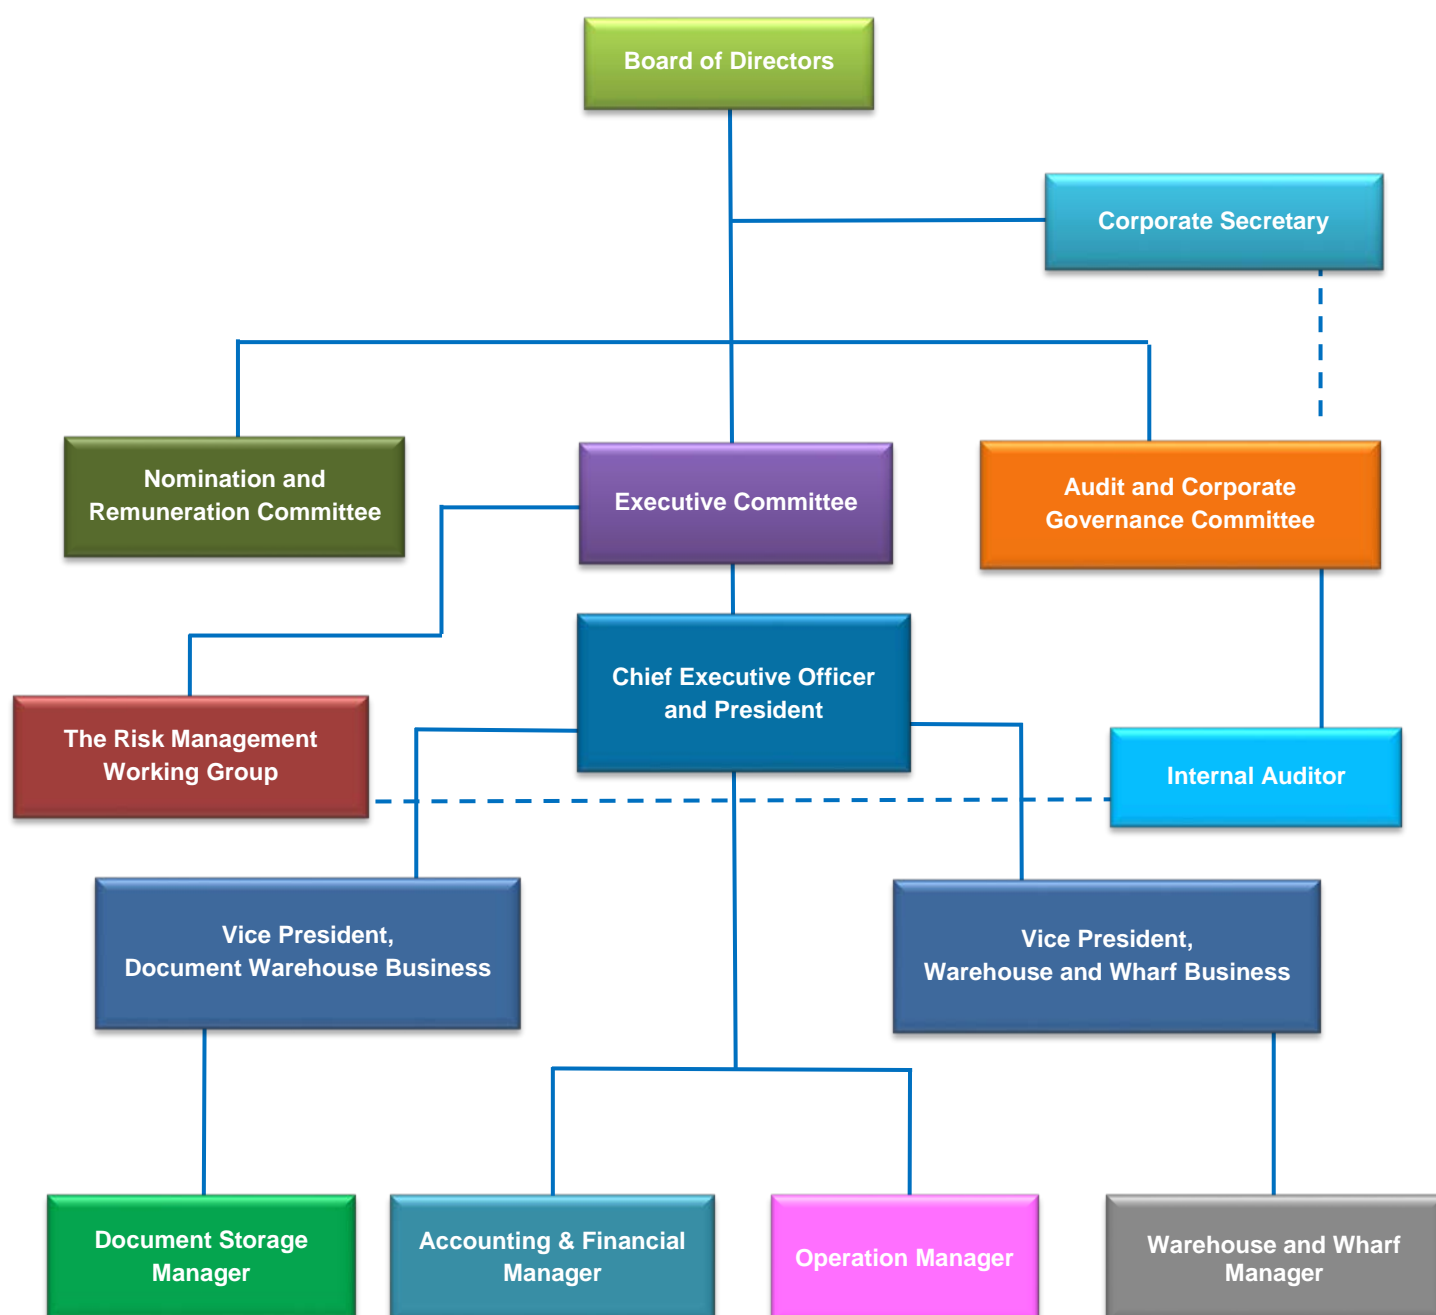 Board of Directors
Corporate Secretary
Nomination and
Remuneration Committee
Executive Committee
Audit and Corporate
Governance Committee
Chief Executive Officer
and President
The Risk Management
Working Group
Internal Auditor
Vice President,
Document Warehouse Business
Vice President,
Warehouse and Wharf Business
Document Storage
Manager
Accounting & Financial
Manager
Operation Manager
Warehouse and Wharf
Manager